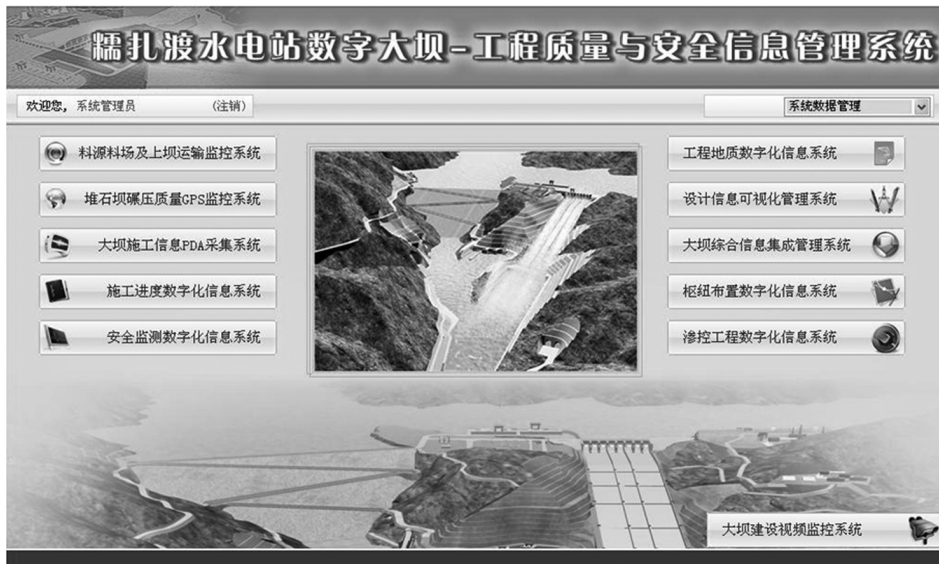 糯扎渡水电站数字大坝-工程质量与安全信息管理系统
欢迎您，系统管理员 (注销)
系统数据管理
料源料场及上坝运输监控系统
堆石坝碾压质量GPS监控系统
大坝施工信息PDA采集系统
施工进度数字化信息系统
安全监测数字化信息系统
工程地质数字化信息系统
设计信息可视化管理系统
大坝综合信息集成管理系统
枢纽布置数字化信息系统
渗控工程数字化信息系统
大坝建设视频监控系统